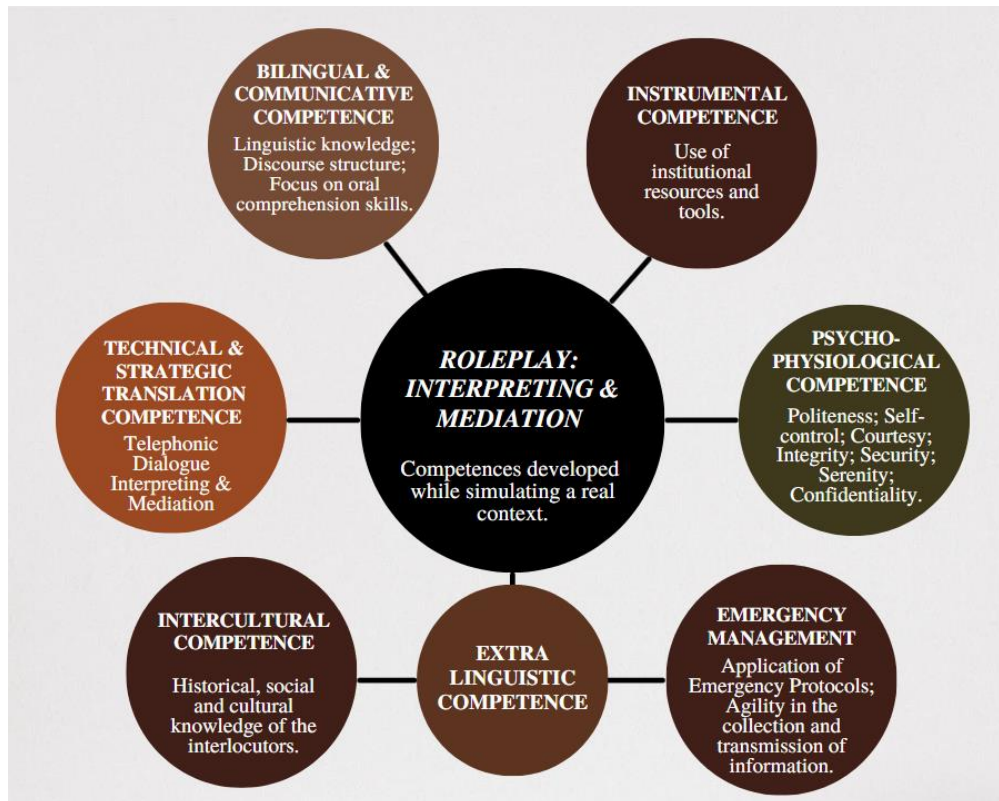 BILINGUAL &
COMMUNICATIVE
COMPETENCE
Linguistic knowledge;
Discourse structure;
Focus on oral
comprehension skills.
INSTRUMENTAL
COMPETENCE
Use of
institutional
resources and
tools.
TECHNICAL &
STRATEGIC
TRANSLATION
COMPETENCE
Telephonic
Dialogue
Interpreting &
Mediation
ROLEPLAY:
INTERPRETING &
MEDIATION
Competences developed
while simulating a real
context.
PSYCHO-
PHYSIOLOGICAL
COMPETENCE
Politeness; Self-
control; Courtesy;
Integrity; Security;
Serenity;
Confidentiality.
INTERCULTURAL
COMPETENCE
Historical, social
and cultural
knowledge of the
interlocutors.
EXTRA
LINGUISTIC
COMPETENCE
EMERGENCY
MANAGEMENT
Application of
Emergency Protocols;
Agility in the
collection and
transmission of
information.